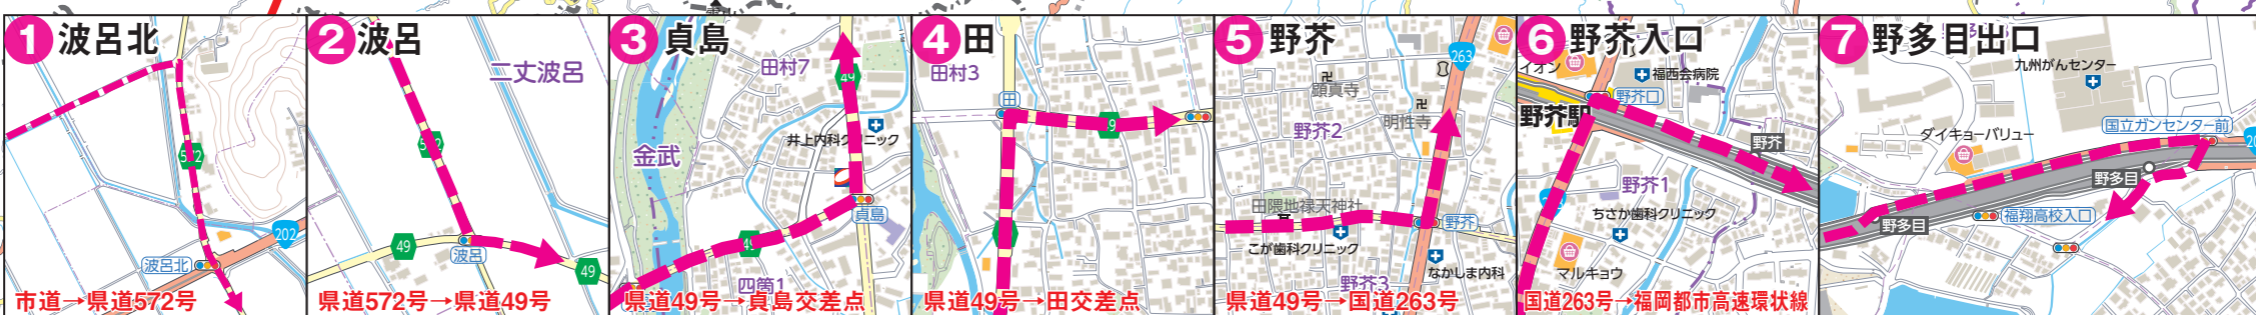 1 波呂北
572
202
波呂北
市道→県道572号
2 波呂
二丈波呂
572
49
波呂
49
県道572号→県道49号
3 貞島
田村7
49
井上内科クリニック
金武
貞島
49
四箇1
県道49号→貞島交差点
4 田
田村3
田
9
県道49号→田交差点
5 野芥
263
顕真寺
明性寺
野芥2
田隈地禄天神社
野芥
こが歯科クリニック
なかしま内科
野芥3
県道49号→国道263号
6 野芥入口
イオン
福西会病院
野芥口
野芥駅
野芥
野芥1
ちさか歯科クリニック
マルキョウ
国道263号→福岡都市高速環状線
7 野多目出口
九州がんセンター
国立ガンセンター前
ダイキョーバリュー
20
野多目
福翔高校入口
野多目